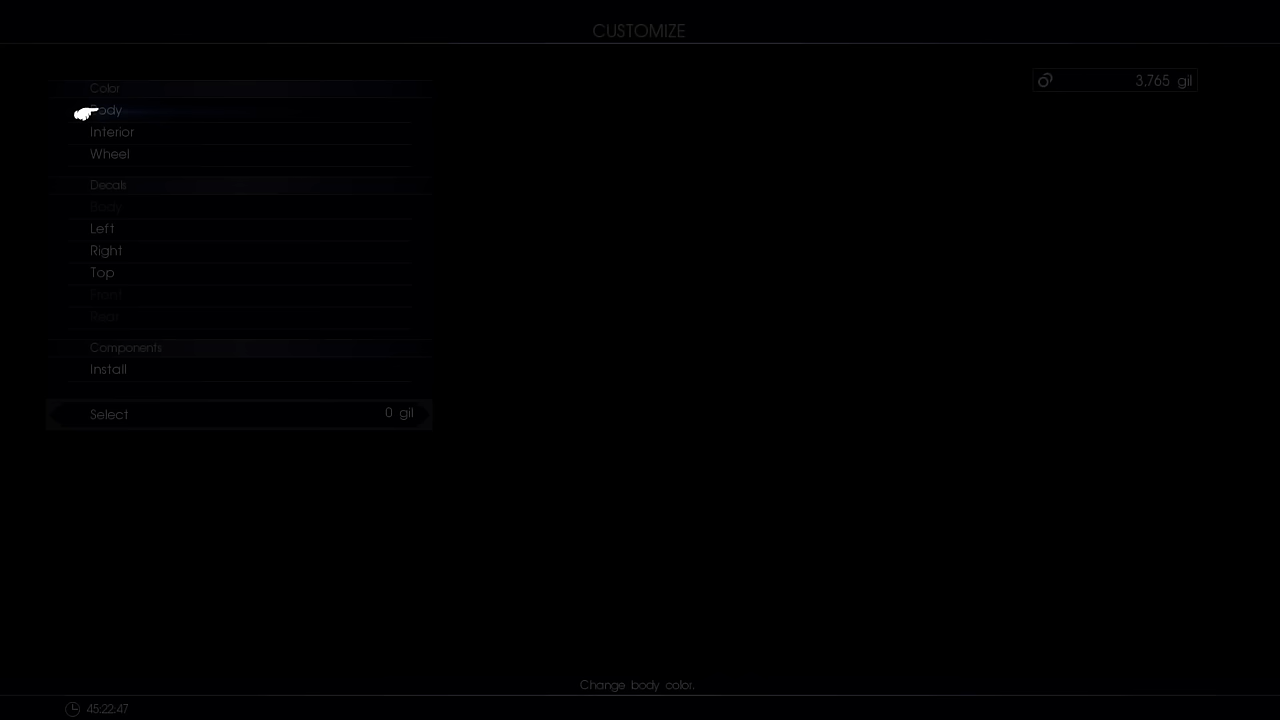 CUSTOMIZE
3,765 gil
Color
Body
Interior
Wheel
Decals
Body
Left
Right
Top
Front
Rear
Components
Install
Select 0 gil
Change body color.
45:22:47